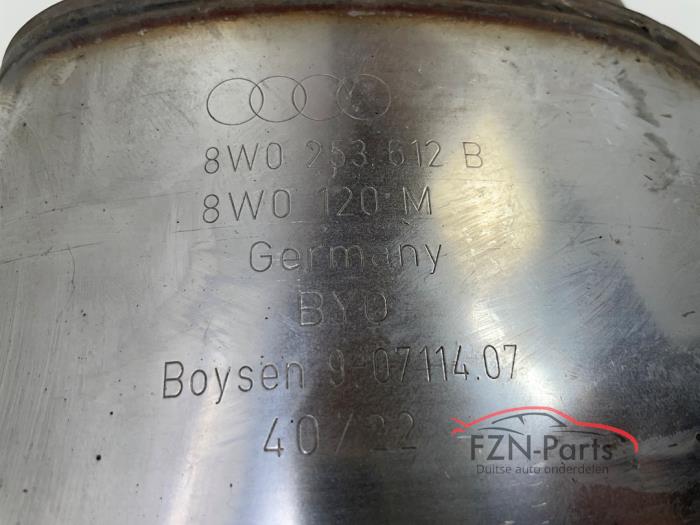 8W0 253 612 B
8W0 120 M
Germany
BYO
Boysen 9-07114.07
40/22
FZN-Parts
Duitse auto onderdelen